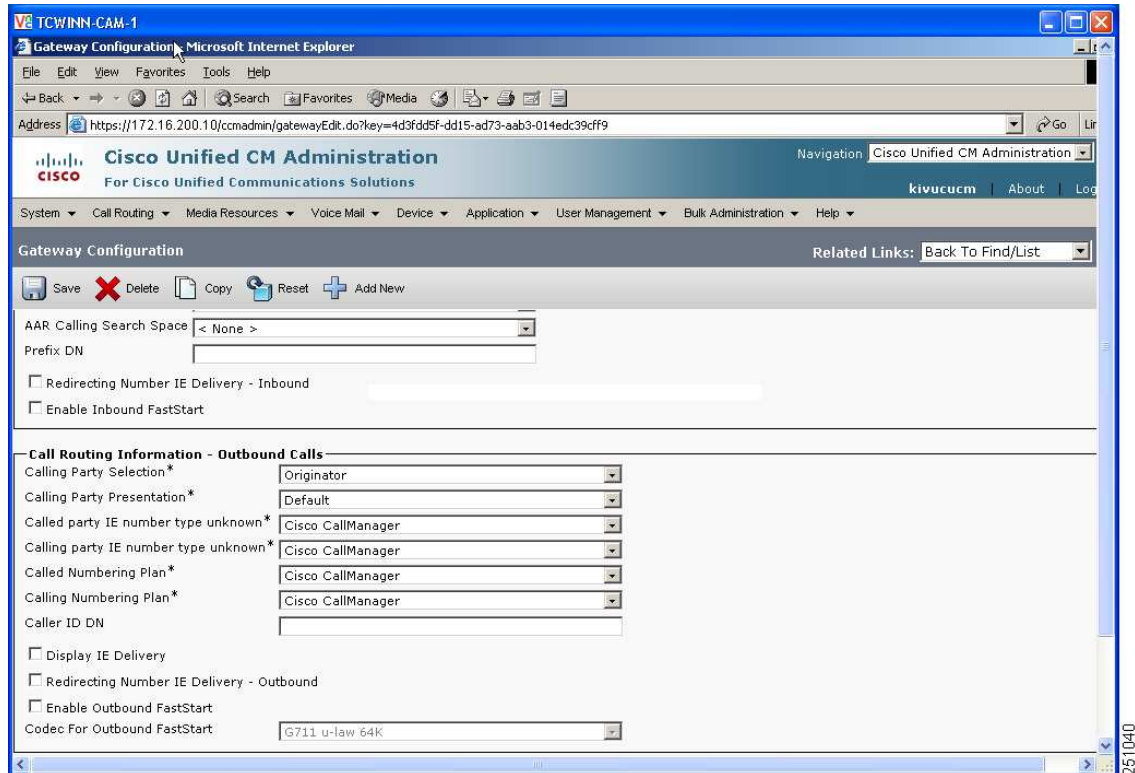 TCWINN-CAM-1
Gateway Configuration - Microsoft Internet Explorer
File Edit View Favorites Tools Help
Back Search Favorites Media
Address https://172.16.200.10/ccmadmin/gatewayEdit.do?key=4d3fdd5f-dd15-ad73-aab3-014edc39cff9 Go
cisco Cisco Unified CM Administration Navigation Cisco Unified CM Administration
For Cisco Unified Communications Solutions kivucucm | About | Log
System Call Routing Media Resources Voice Mail Device Application User Management Bulk Administration Help
Gateway Configuration Related Links: Back To Find/List
Save Delete Copy Reset Add New
AAR Calling Search Space < None >
Prefix DN
Redirecting Number IE Delivery - Inbound
Enable Inbound FastStart
Call Routing Information - Outbound Calls
Calling Party Selection* Originator
Calling Party Presentation* Default
Called party IE number type unknown* Cisco CallManager
Calling party IE number type unknown* Cisco CallManager
Called Numbering Plan* Cisco CallManager
Calling Numbering Plan* Cisco CallManager
Caller ID DN
Display IE Delivery
Redirecting Number IE Delivery - Outbound
Enable Outbound FastStart
Codec For Outbound FastStart G711 u-law 64K
251040